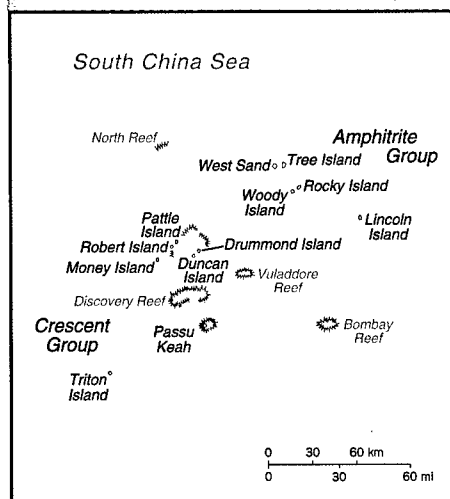 South China Sea
North Reef
Amphitrite
Group
West Sand
Tree Island
Woody
Island
Rocky Island
Lincoln
Island
Pattle
Island
Robert Island
Drummond Island
Money Island
Duncan
Island
Vuladdore
Reef
Discovery Reef
Crescent
Group
Passu
Keah
Bombay
Reef
Triton
Island
0 30 60 km
0 30 60 mi